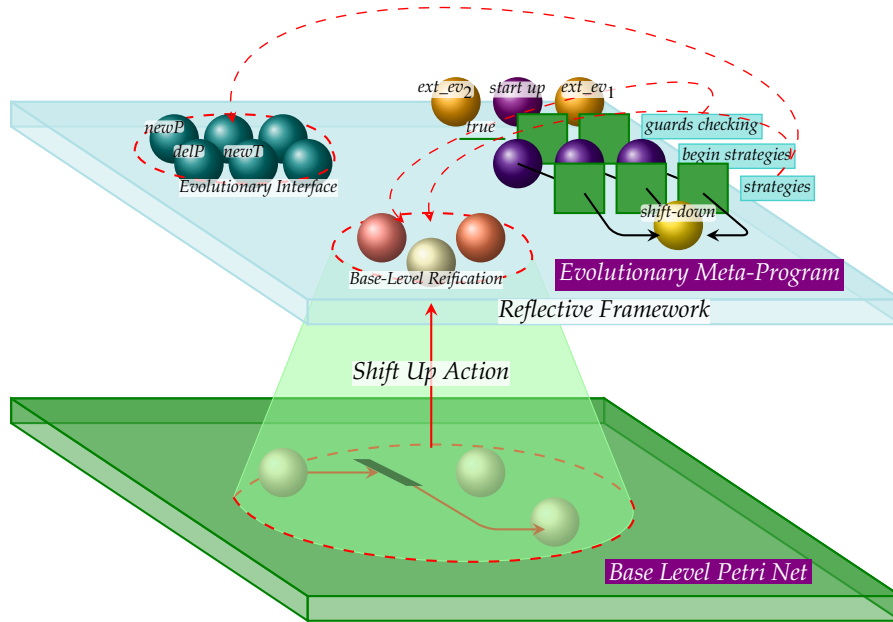 ext_ev₂
start up
ext_ev₁
newP
true
guards checking
delP
newT
begin strategies
Evolutionary Interface
strategies
shift-down
Base-Level Reification
Evolutionary Meta-Program
Reflective Framework
Shift Up Action
Base Level Petri Net